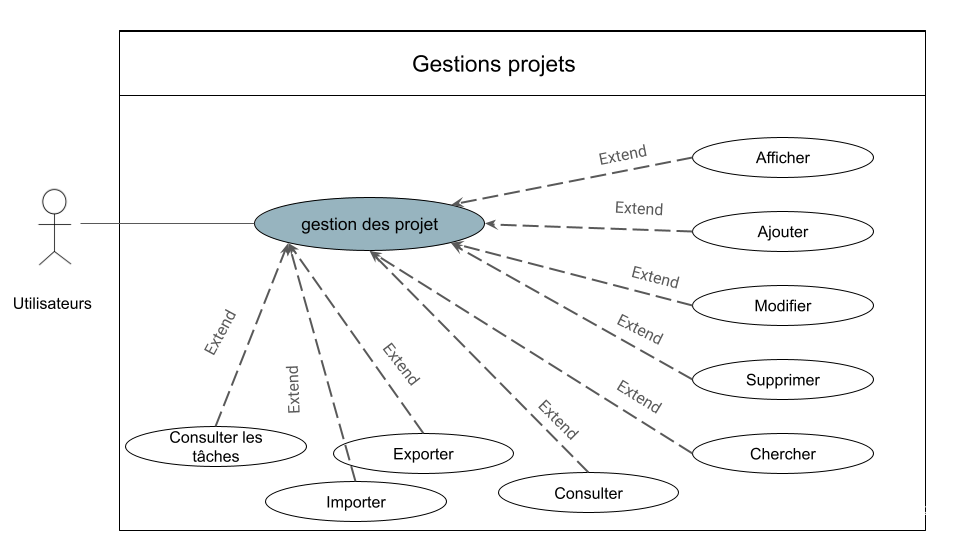 Gestions projets
Extend
Afficher
gestion des projet
Extend
Ajouter
Extend
Modifier
Utilisateurs
Extend
Extend
Supprimer
Extend
Extend
Extend
Extend
Consulter les
tâches
Exporter
Chercher
Importer
Consulter